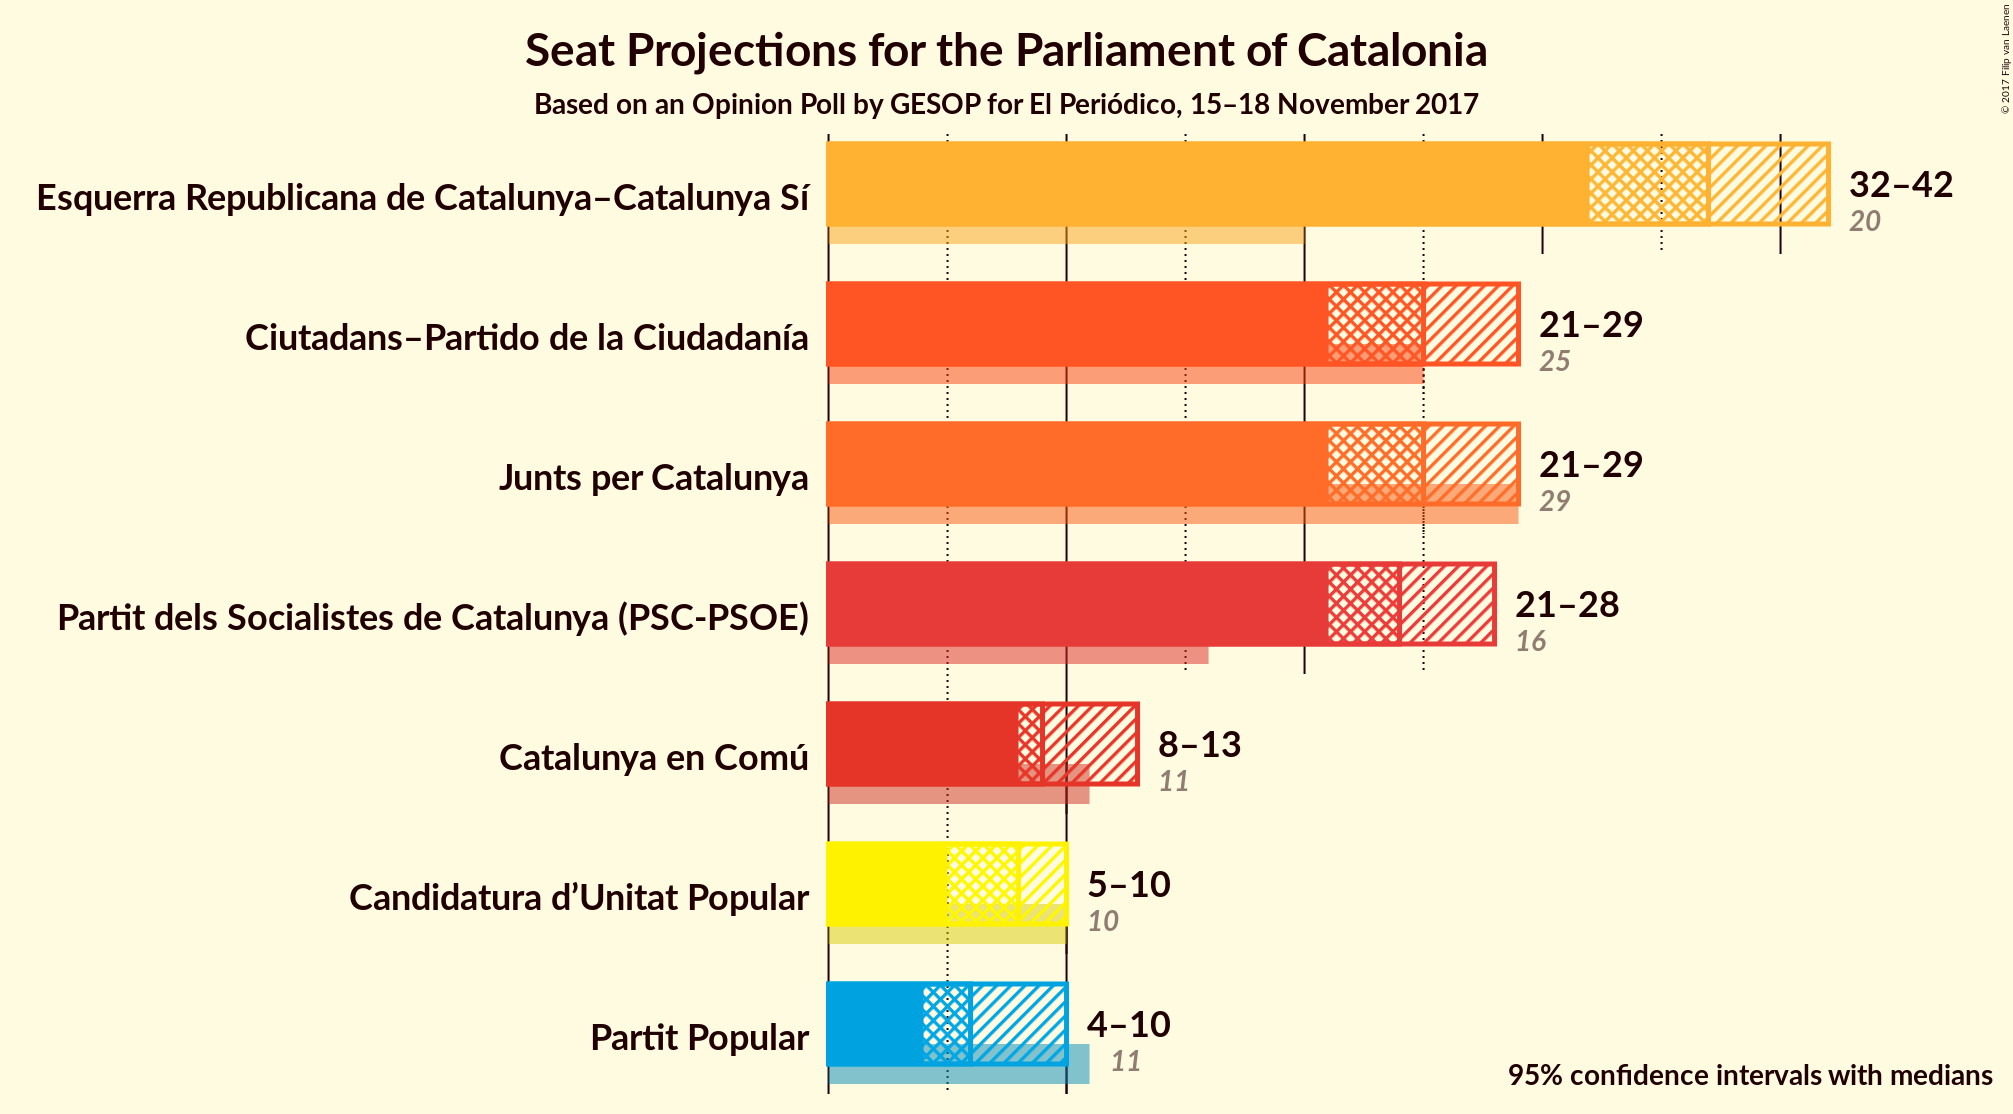 Seat Projections for the Parliament of Catalonia
Based on an Opinion Poll by GESOP for El Periódico, 15–18 November 2017
© 2017 Filip van Laenen
Esquerra Republicana de Catalunya–Catalunya Sí
32–42
20
Ciutadans–Partido de la Ciudadanía
21–29
25
Junts per Catalunya
21–29
29
Partit dels Socialistes de Catalunya (PSC-PSOE)
21–28
16
Catalunya en Comú
8–13
11
Candidatura d’Unitat Popular
5–10
10
Partit Popular
4–10
11
95% confidence intervals with medians